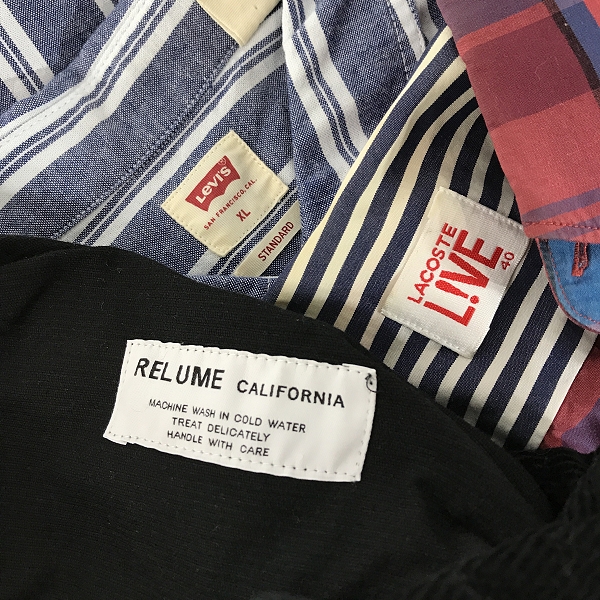 LEVI'S
SAN FRANCISCO, CAL.
XL
STANDARD
LACOSTE
L!VE
40
RELUME CALIFORNIA
MACHINE WASH IN COLD WATER
TREAT DELICATELY
HANDLE WITH CARE